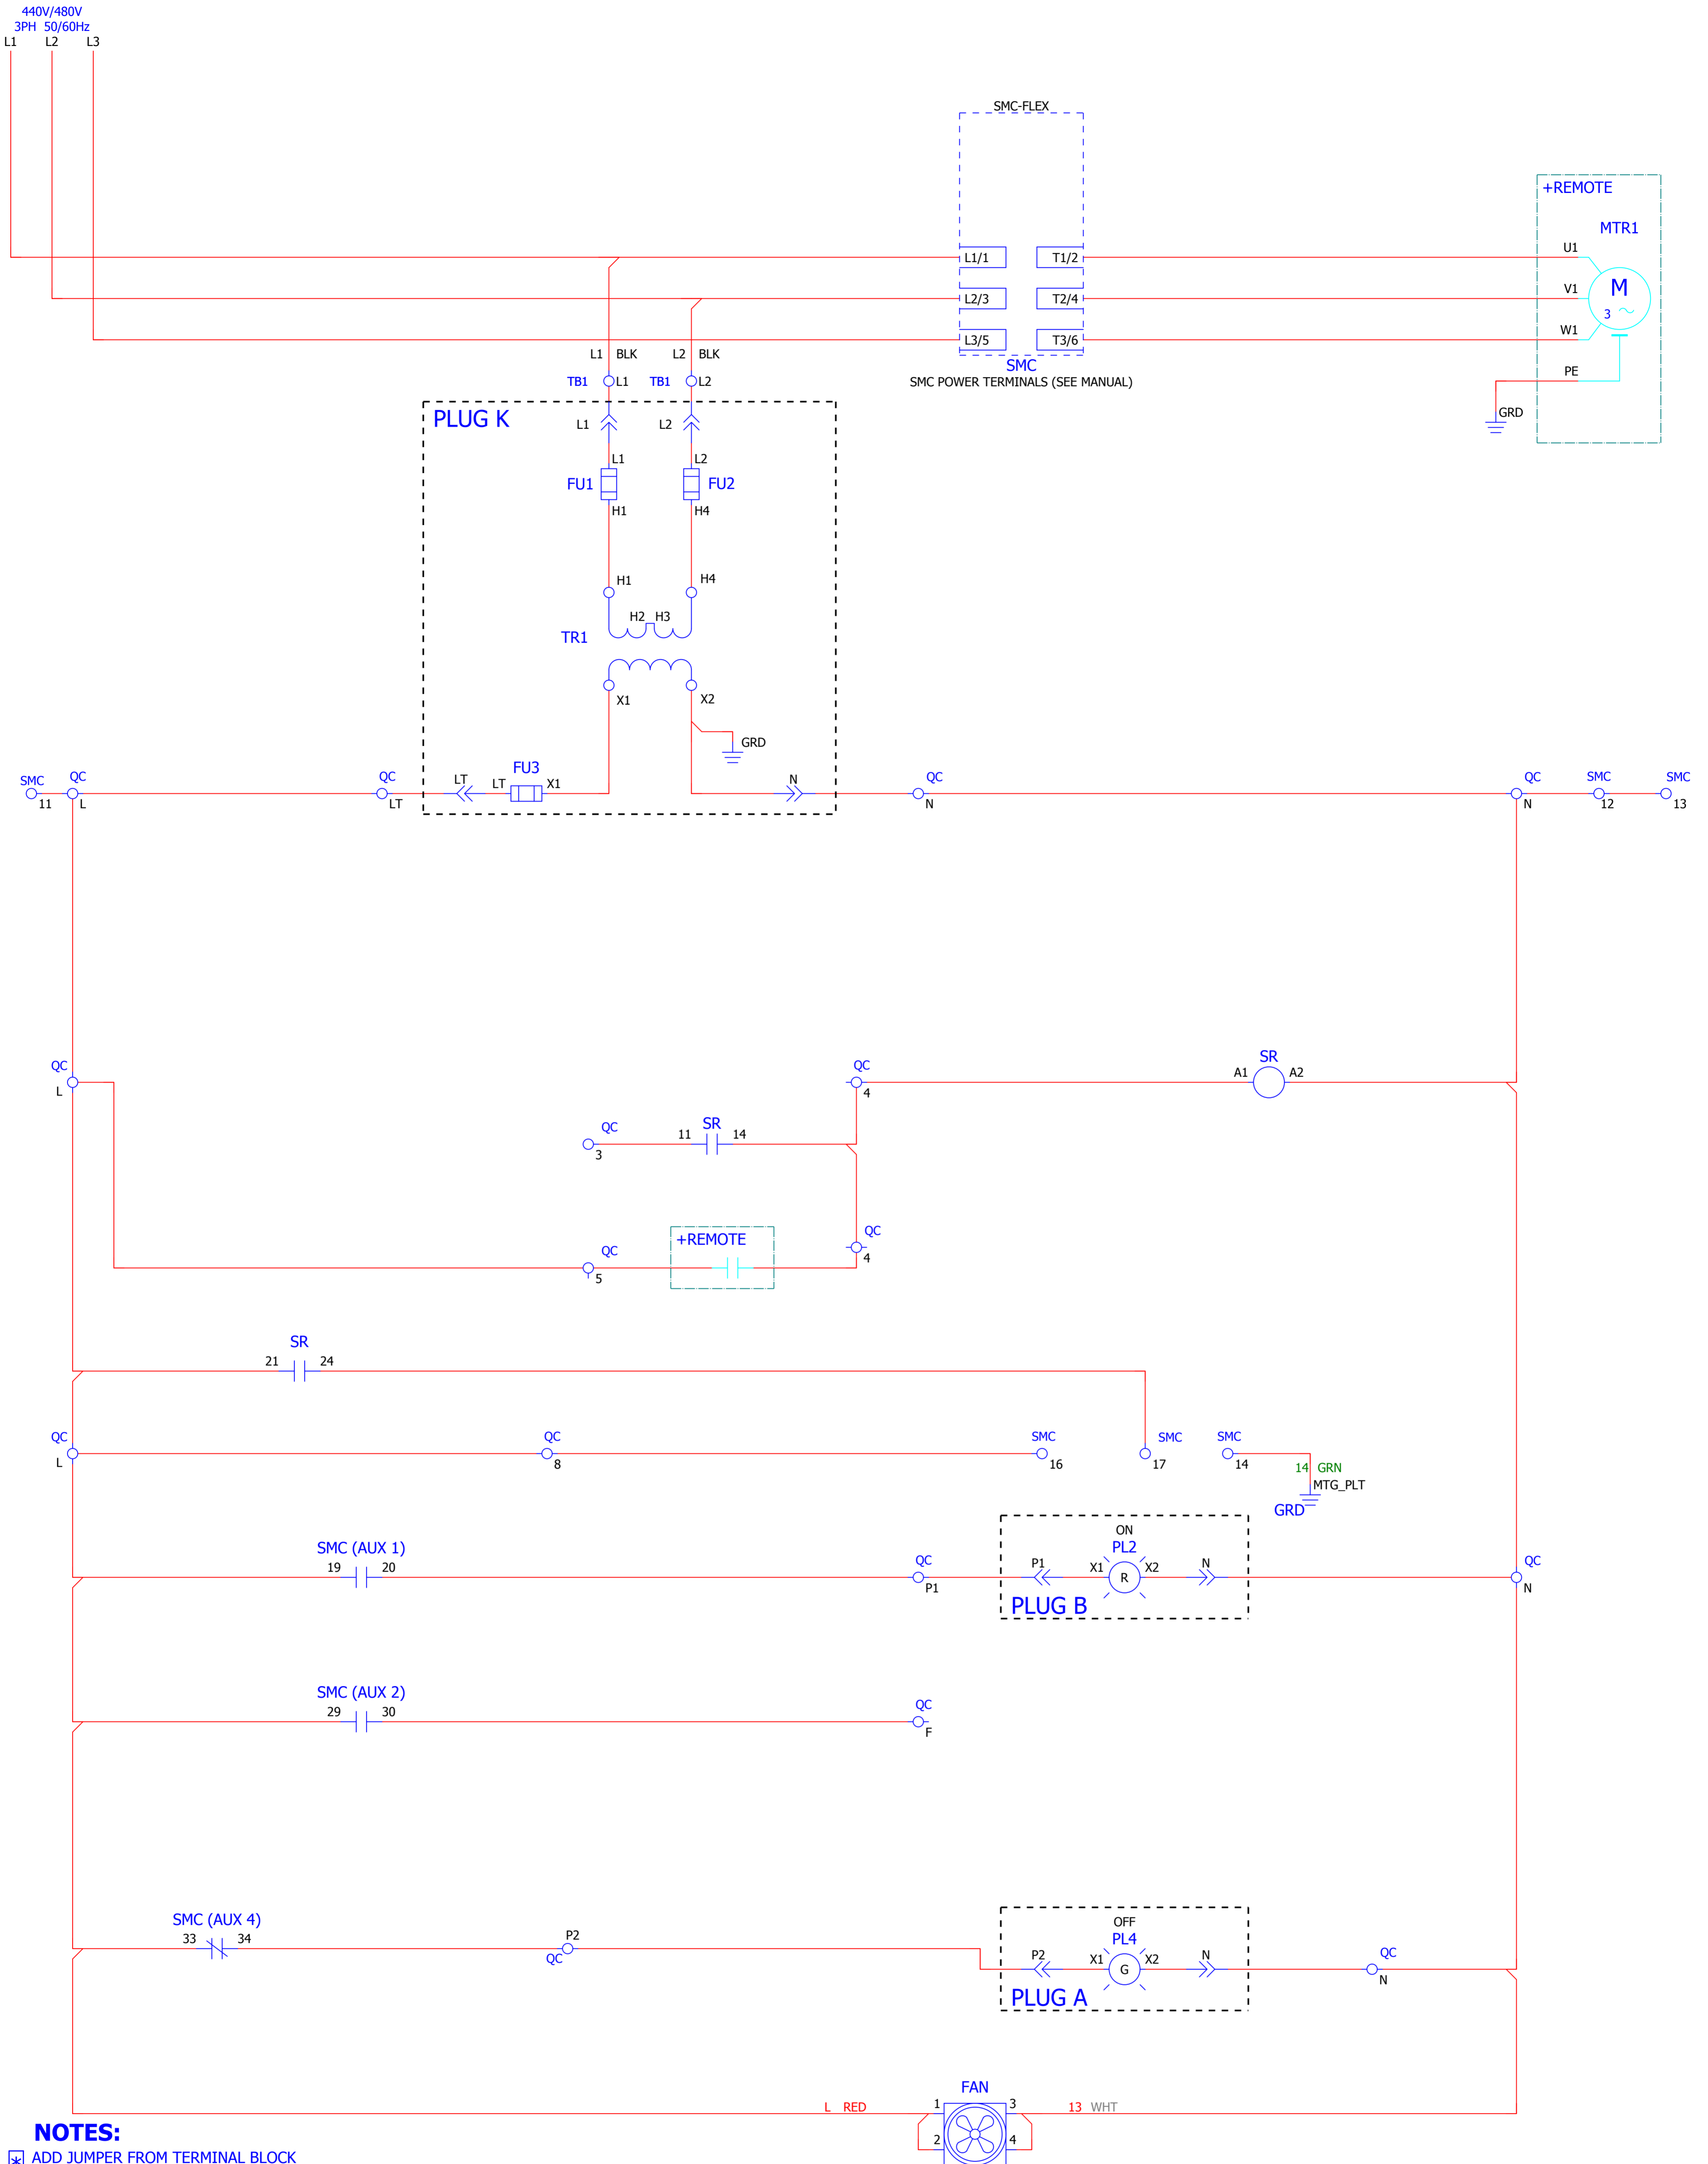 440V/480V
3PH 50/60Hz
L1 L2 L3
SMC-FLEX
+REMOTE
MTR1
U1
L1/1 T1/2
M
3
V1
L2/3 T2/4
W1
L3/5 T3/6
L1 BLK L2 BLK
SMC
SMC POWER TERMINALS (SEE MANUAL)
PE
TB1 L1 TB1 L2
GRD
PLUG K
L1 L2
L1 L2
FU1 FU2
H1 H4
H1 H4
H2 H3
TR1
X1 X2
GRD
SMC QC QC LT LT FU3 X1 N QC QC SMC SMC
11 L LT N N 12 13
QC QC SR
A1 A2
L 4
QC 11 SR 14
3
QC
+REMOTE
QC 4
5
SR
21 24
QC QC SMC SMC SMC
L 8 16 17 14
14 GRN
MTG_PLT
GRD
ON
SMC (AUX 1) PL2
19 20 QC P1 X1 X2 N QC
R
P1 N
PLUG B
SMC (AUX 2)
29 30 QC
F
SMC (AUX 4) OFF
33 34 P2 PL4
QC P2 X1 X2 N QC
G
N
PLUG A
FAN
L RED 1 3 13 WHT
2 4
NOTES:
* ADD JUMPER FROM TERMINAL BLOCK